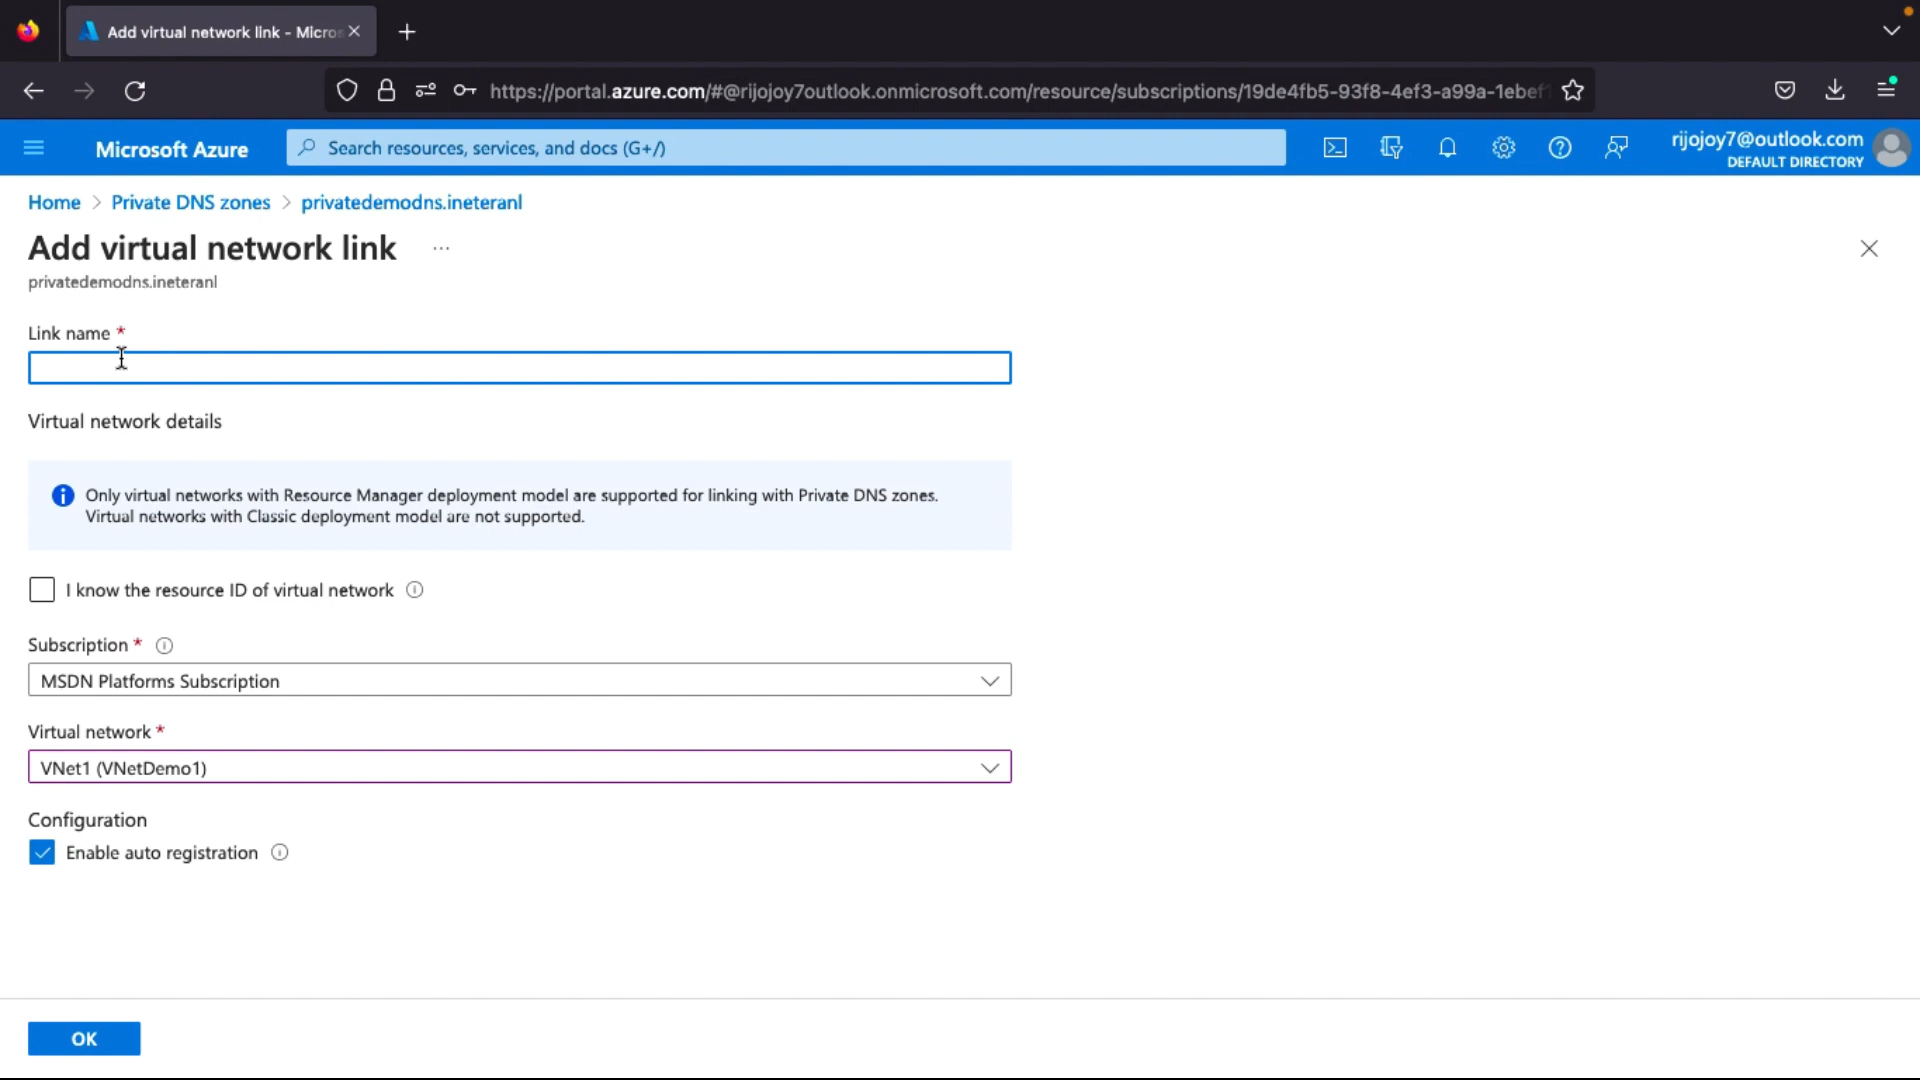 Add virtual network link - Micros
https://portal.azure.com/#@rijojoy7outlook.onmicrosoft.com/resource/subscriptions/19de4fb5-93f8-4ef3-a99a-1ebef
Microsoft Azure
Search resources, services, and docs (G+/)
rijojoy7@outlook.com
DEFAULT DIRECTORY
Home > Private DNS zones > privatedemodns.ineteranl
Add virtual network link ...
privatedemodns.ineteranl
Link name *
Virtual network details
Only virtual networks with Resource Manager deployment model are supported for linking with Private DNS zones.
Virtual networks with Classic deployment model are not supported.
I know the resource ID of virtual network
Subscription *
MSDN Platforms Subscription
Virtual network *
VNet1 (VNetDemo1)
Configuration
Enable auto registration
OK